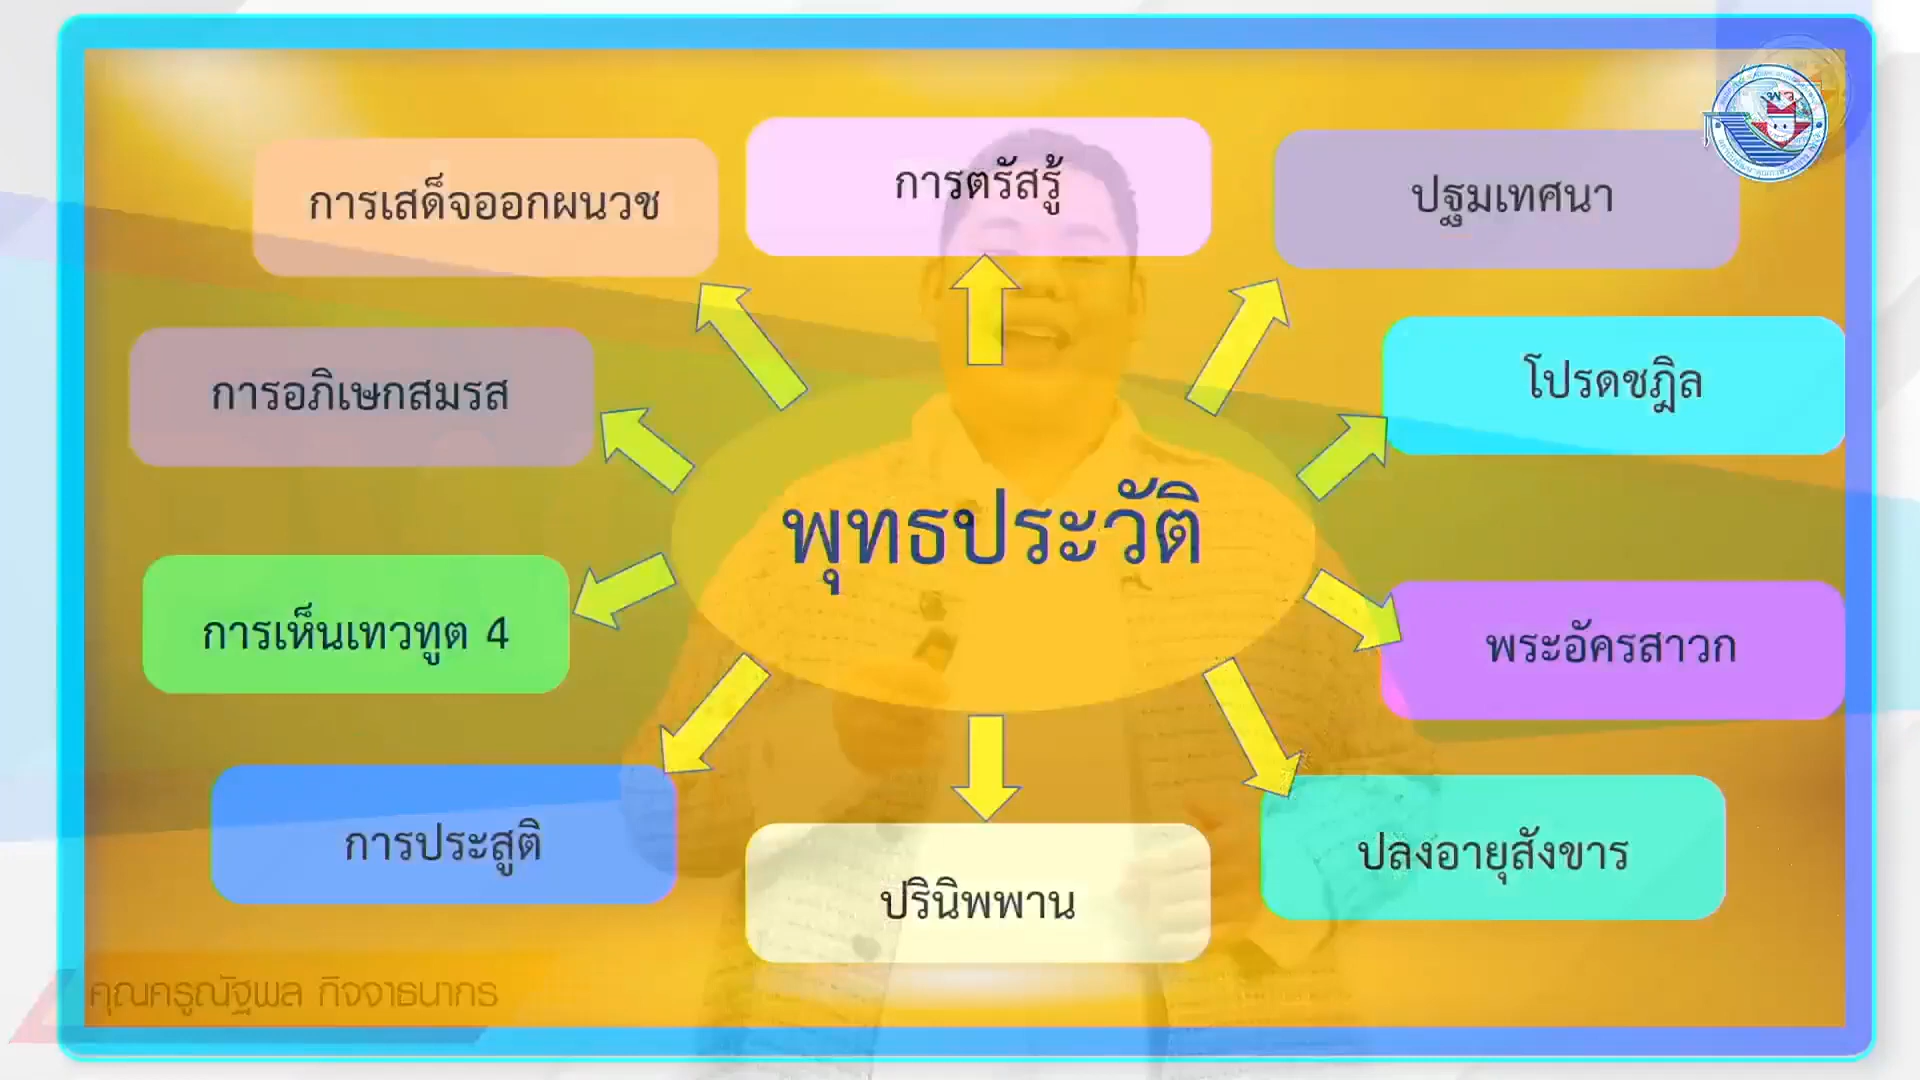 การเสด็จออกผนวช
การตรัสรู้
ปฐมเทศนา
การอภิเษกสมรส
โปรดชฎิล
พุทธประวัติ
การเห็นเทวทูต 4
พระอัครสาวก
การประสูติ
ปรินิพพาน
ปลงอายุสังขาร
คุณครูณัฐพล กิจจาธนากร
พว